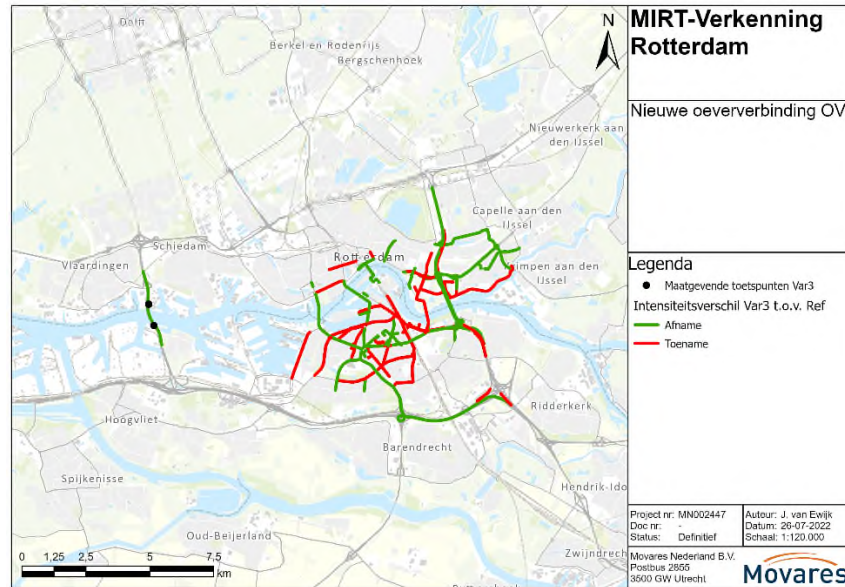 MIRT-Verkenning
Rotterdam
Nieuwe oeververbinding OV
Legenda
Maatgevende toetspunten Var3
Intensiteitsverschil Var3 t.o.v. Ref
Afname
Toename
Project nr: MN002447
Doc nr: -
Status: Definitief
Auteur: J. van Ewijk
Datum: 26-07-2022
Schaal: 1:120.000
Movares Nederland B.V.
Postbus 2855
3500 GW Utrecht
Movares
N
Delft
Berkel en Rodenrijs
Bergschenhoek
Nieuwerkerk aan
den IJssel
Capelle aan den
IJssel
Schiedam
Vlaardingen
Rotterdam
aan den
IJssel
Hoogvliet
Ridderkerk
Barendrecht
Spijkenisse
Hendrik-Ido
Oud-Beijerland
Zwijndrecht
0 1,25 2,5 5 7,5
km